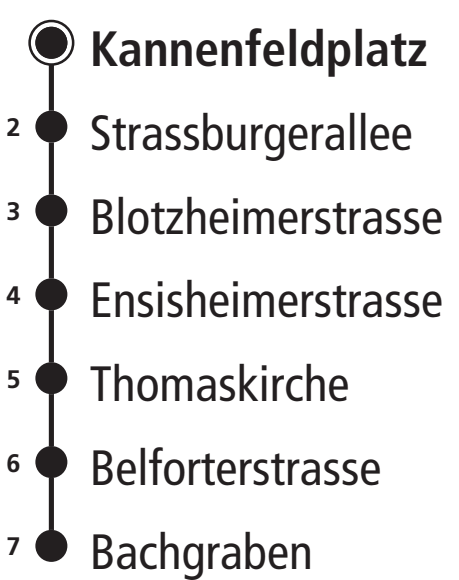 Kannenfeldplatz
2 Strassburgerallee
3 Blotzheimerstrasse
4 Ensisheimerstrasse
5 Thomaskirche
6 Belforterstrasse
7 Bachgraben